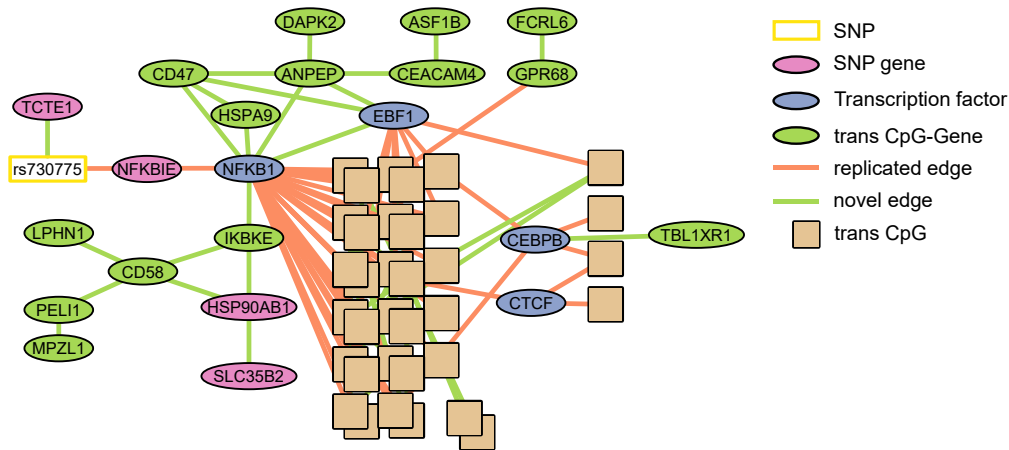 DAPK2
ASF1B
FCRL6
CD47
ANPEP
CEACAM4
GPR68
TCTE1
HSPA9
EBF1
rs730775
NFKBIE
NFKB1
LPHN1
IKBKE
CEBPB
TBL1XR1
CD58
PELI1
HSP90AB1
CTCF
MPZL1
SLC35B2
SNP
SNP gene
Transcription factor
trans CpG-Gene
replicated edge
novel edge
trans CpG